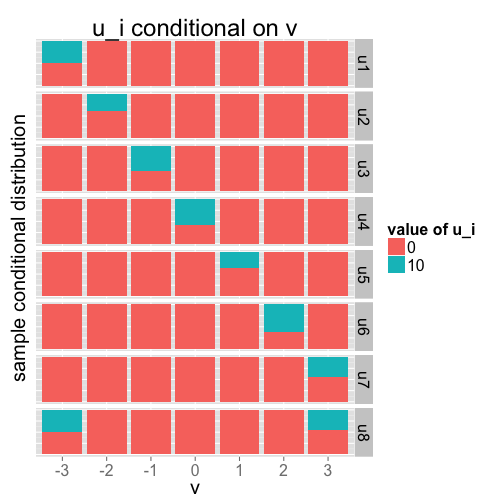 u_i conditional on v
sample conditional distribution
u1
u2
u3
u4
u5
u6
u7
u8
-3 -2 -1 0 1 2 3
v
value of u_i
0
10